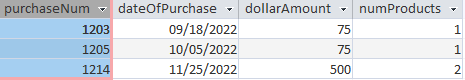 purchaseNum dateOfPurchase dollarAmount numProducts
1203 09/18/2022 75 1
1205 10/05/2022 75 1
1214 11/25/2022 500 2